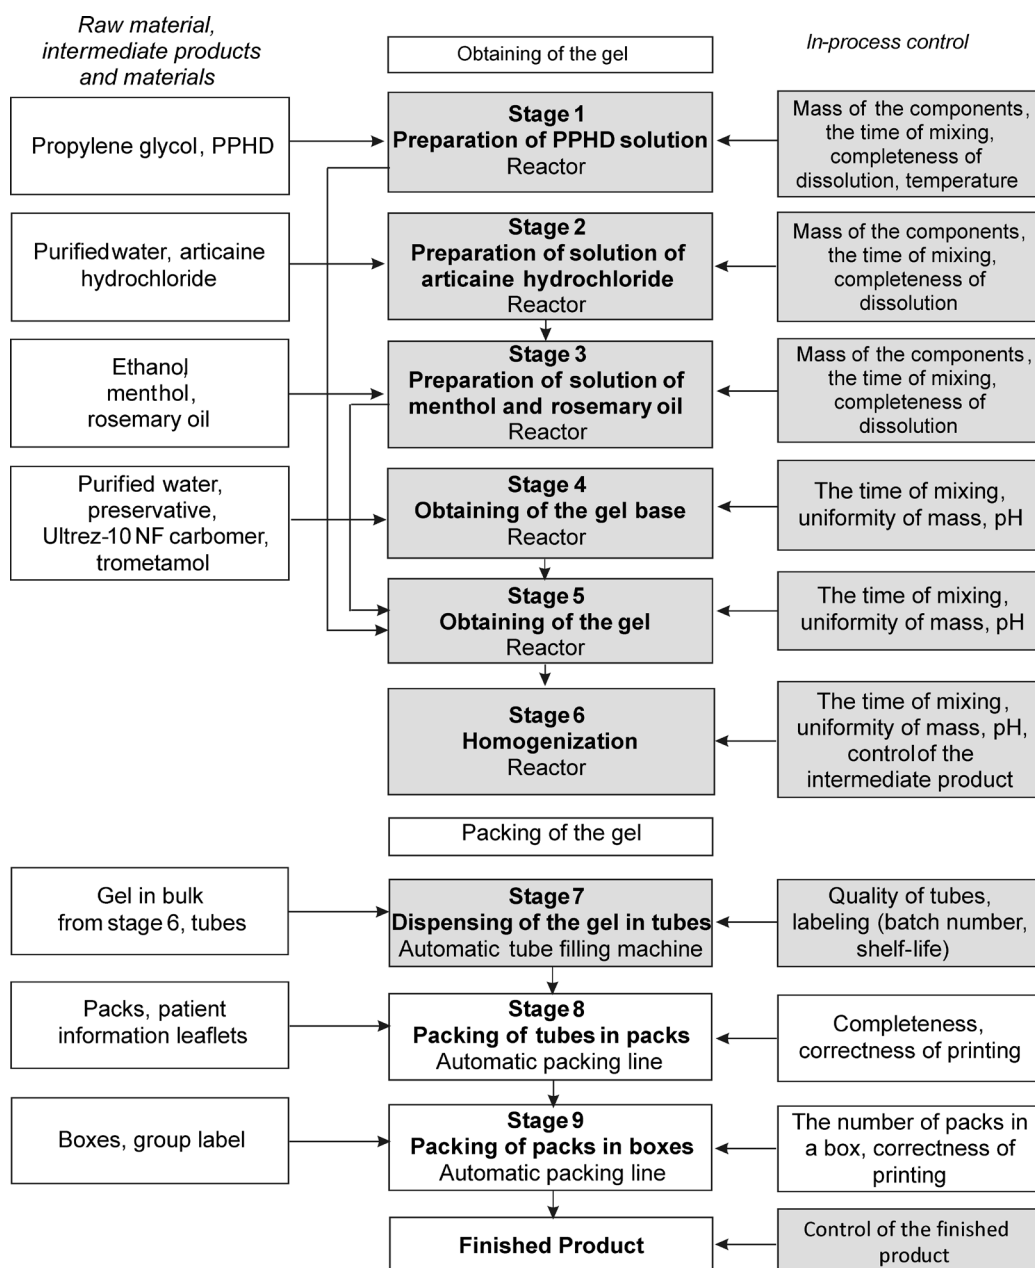 Raw material,
intermediate products
and materials
Obtaining of the gel
In-process control
Propylene glycol, PPHD
Stage 1
Preparation of PPHD solution
Reactor
Mass of the components,
the time of mixing,
completeness of
dissolution, temperature
Purified water, articaine
hydrochloride
Stage 2
Preparation of solution of
articaine hydrochloride
Reactor
Mass of the components,
the time of mixing,
completeness of
dissolution
Ethanol,
menthol,
rosemary oil
Stage 3
Preparation of solution of
menthol and rosemary oil
Reactor
Mass of the components,
the time of mixing,
completeness of
dissolution
Purified water,
preservative,
Ultrez-10 NF carbomer,
trometamol
Stage 4
Obtaining of the gel base
Reactor
The time of mixing,
uniformity of mass, pH
Stage 5
Obtaining of the gel
Reactor
The time of mixing,
uniformity of mass, pH
Stage 6
Homogenization
Reactor
The time of mixing,
uniformity of mass, pH,
control of the
intermediate product
Packing of the gel
Gel in bulk
from stage 6, tubes
Stage 7
Dispensing of the gel in tubes
Automatic tube filling machine
Quality of tubes,
labeling (batch number,
shelf-life)
Packs, patient
information leaflets
Stage 8
Packing of tubes in packs
Automatic packing line
Completeness,
correctness of printing
Boxes, group label
Stage 9
Packing of packs in boxes
Automatic packing line
The number of packs in
a box, correctness of
printing
Finished Product
Control of the finished
product